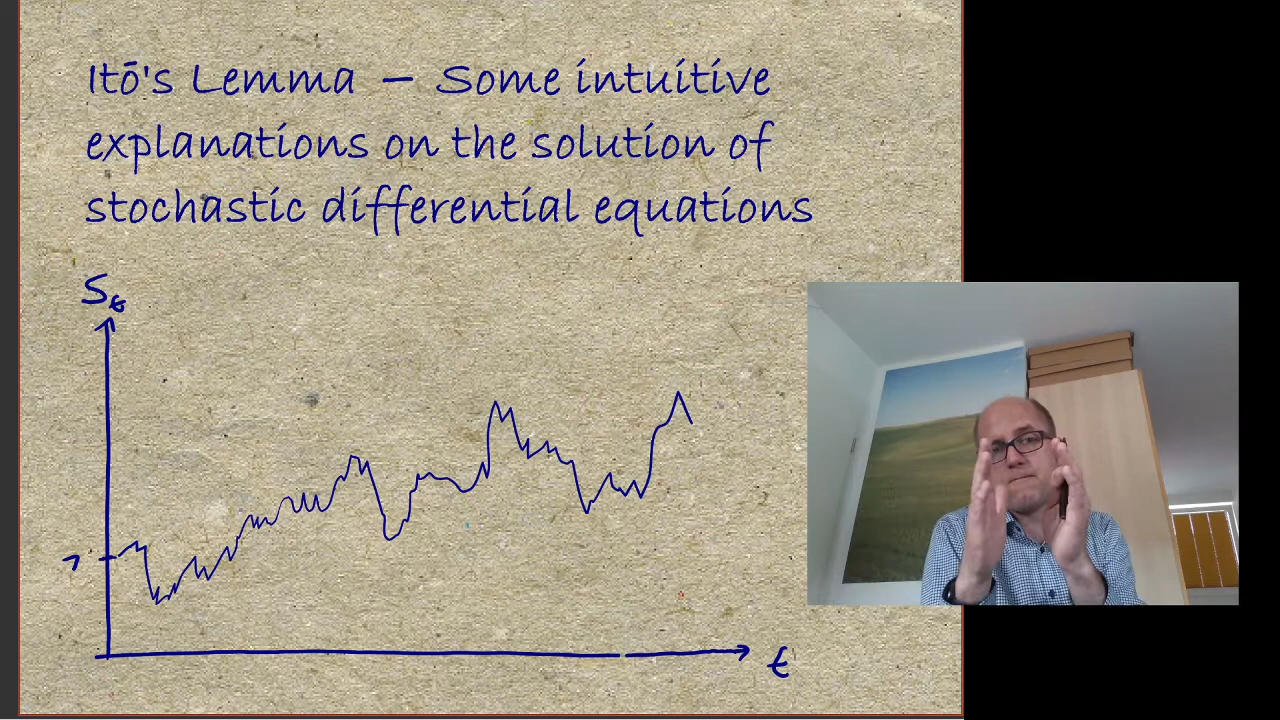 Itō's Lemma – Some intuitive
explanations on the solution of
stochastic differential equations
St
t